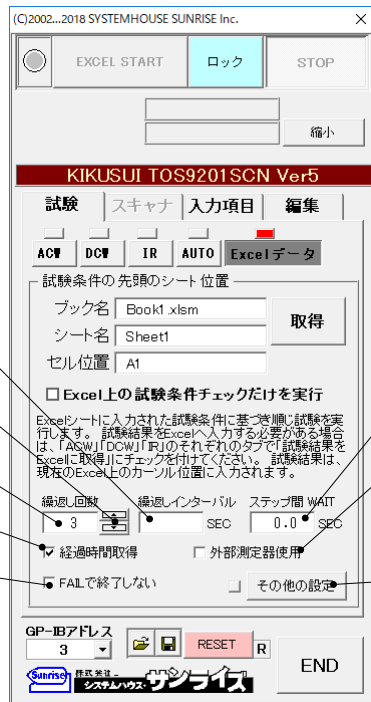 (C)2002...2018 SYSTEMHOUSE SUNRISE Inc.
EXCEL START ロック STOP
縮小
KIKUSUI TOS9201SCN Ver5
試験 スキャナ 入力項目 編集
ACW DCW IR AUTO Excelデータ
試験条件の先頭のシート位置
ブック名 Book1.xlsm 取得
シート名 Sheet1
セル位置 A1
Excel上の試験条件チェックだけを実行
Excelシートに入力された試験条件に基づき順に試験を実
行します。 試験結果をExcelへ入力する必要がある場合
は、「ACW」「DCW」「IR」のそれぞれのタブで「試験結果を
Excelに取得」にチェックを付けてください。 試験結果は、
現在のExcel上のカーソル位置に入力されます。
繰返し回数 繰返しインターバル ステップ間 WAIT
3 SEC 0.0 SEC
経過時間取得 外部測定器使用
FAILで終了しない その他の設定
GP-IBアドレス
3 RESET R END
Sunrise 株式会社
システムハウス・サンライズ